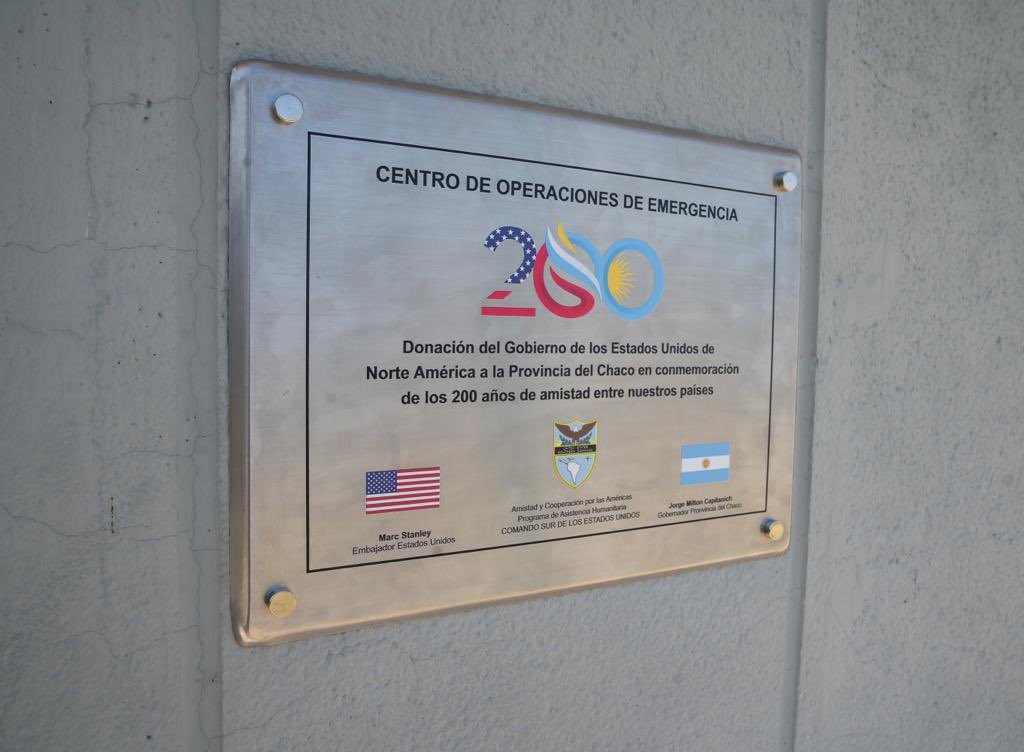 CENTRO DE OPERACIONES DE EMERGENCIA
200
Donación del Gobierno de los Estados Unidos de
Norte América a la Provincia del Chaco en conmemoración
de los 200 años de amistad entre nuestros países
Amistad y Cooperación por las Américas
Programa de Asistencia Humanitaria
COMANDO SUR DE LOS ESTADOS UNIDOS
Marc Stanley
Embajador Estados Unidos
Jorge Milton Capitanich
Gobernador Pronvincia del Chaco